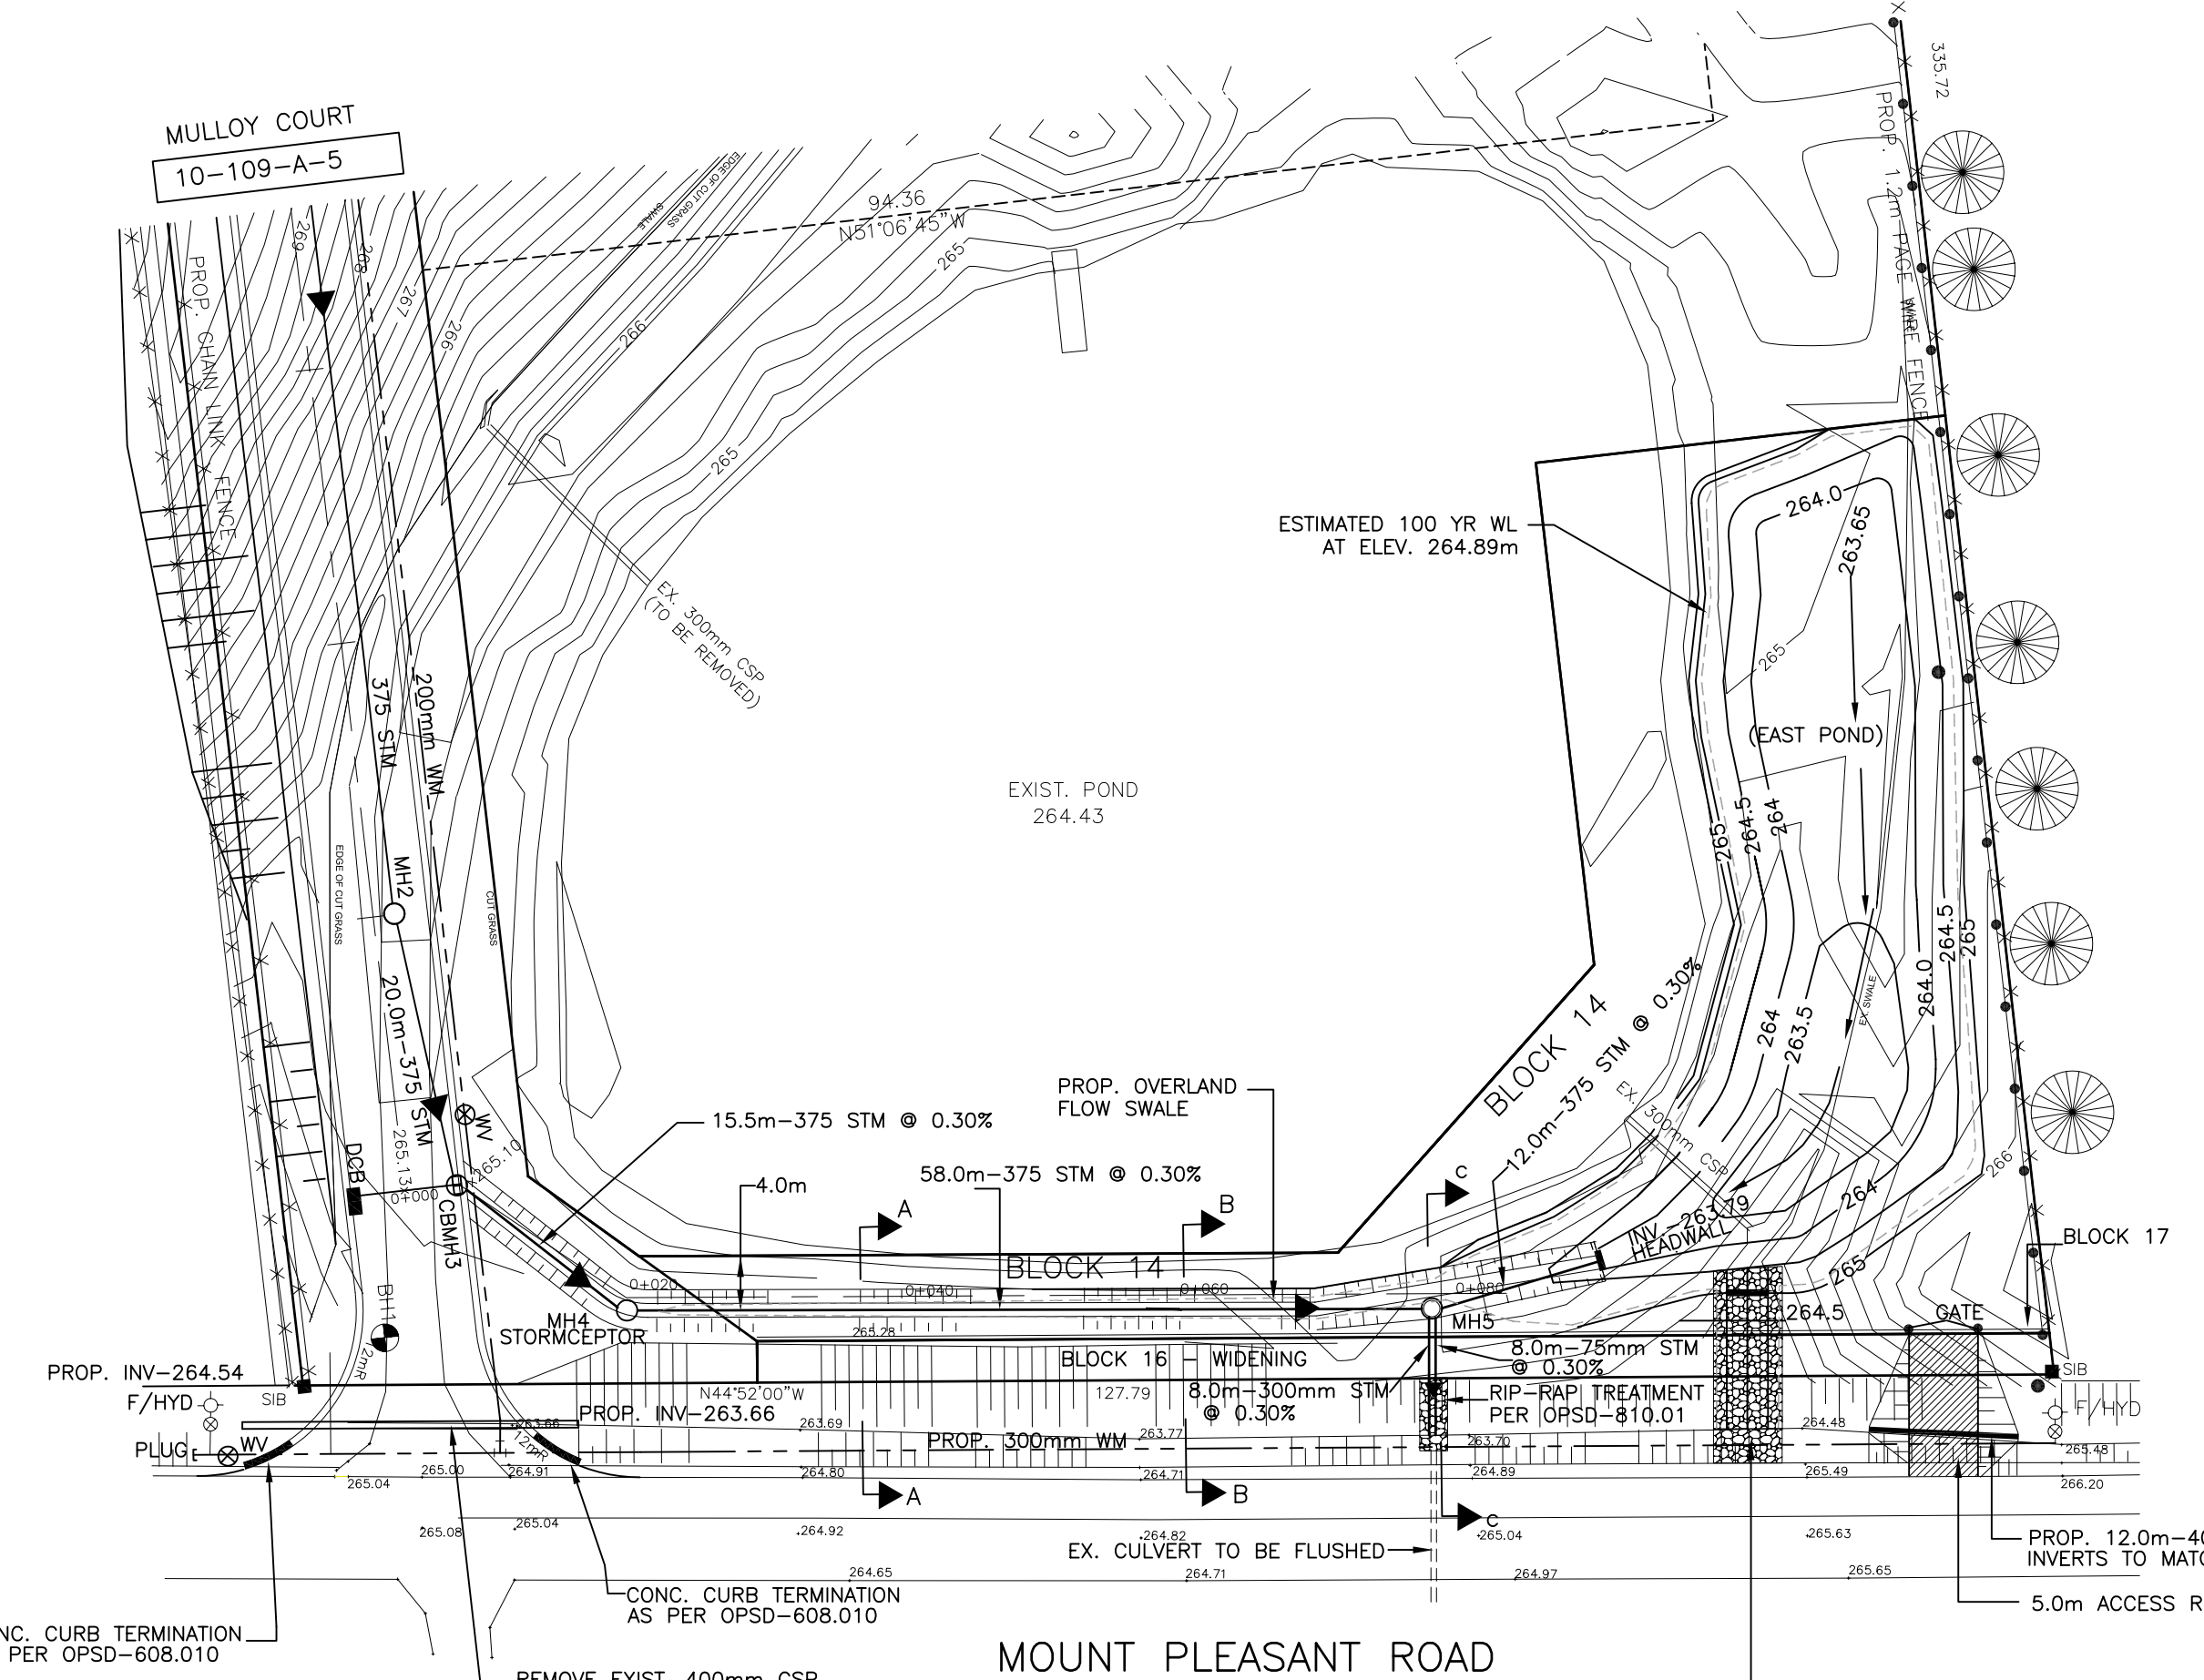 MULLOY COURT
10-109-A-5
335.72
PROP. 1.2m PAGE WIRE FENCE
94.36
N51°06'45"W
SWALE
EDGE OF CUT GRASS
269
268
267
266
266
265
265
PROP. CHAIN LINK FENCE
EX. 300mm CSP
(TO BE REMOVED)
ESTIMATED 100 YR WL
AT ELEV. 264.89m
264.0
263.65
265
(EAST POND)
375 STM
200mm WM
EXIST. POND
264.43
265
264.5
264
MH2
EDGE OF CUT GRASS
CUT GRASS
264.0
264.5
265
264
263.5
EX. SWALE
20.0m-375 STM
WV
BLOCK 14
12.0m-375 STM @ 0.30%
EX. 300mm CSP
PROP. OVERLAND
FLOW SWALE
15.5m-375 STM @ 0.30%
58.0m-375 STM @ 0.30%
4.0m
DCB
265.13x
265.10
0+000
CBMH3
A
B
c
266
264
INV.-263.79
HEADWALL
BLOCK 17
265
BLOCK 14
0+020
0+040
0+060
0+080
BH1
MH4
STORMCEPTOR
265.28
MH5
264.5
GATE
12mR
BLOCK 16 - WIDENING
8.0m-75mm STM
@ 0.30%
PROP. INV-264.54
F/HYD
SIB
N44°52'00"W
127.79
8.0m-300mm STM
@ 0.30%
RIP-RAP TREATMENT
PER OPSD-810.01
SIB
F/HYD
PROP. INV-263.66
263.66
263.69
263.77
263.70
264.48
PLUG
WV
12mR
PROP. 300mm WM
265.48
265.04
265.00
264.91
264.80
264.71
264.89
265.49
266.20
A
B
c
265.08
265.04
264.92
264.82
265.04
265.63
EX. CULVERT TO BE FLUSHED
PROP. 12.0m-40
INVERTS TO MATC
264.65
264.71
264.97
265.65
CONC. CURB TERMINATION
AS PER OPSD-608.010
5.0m ACCESS R
NC. CURB TERMINATION
PER OPSD-608.010
MOUNT PLEASANT ROAD
REMOVE EXIST. 400mm CSP